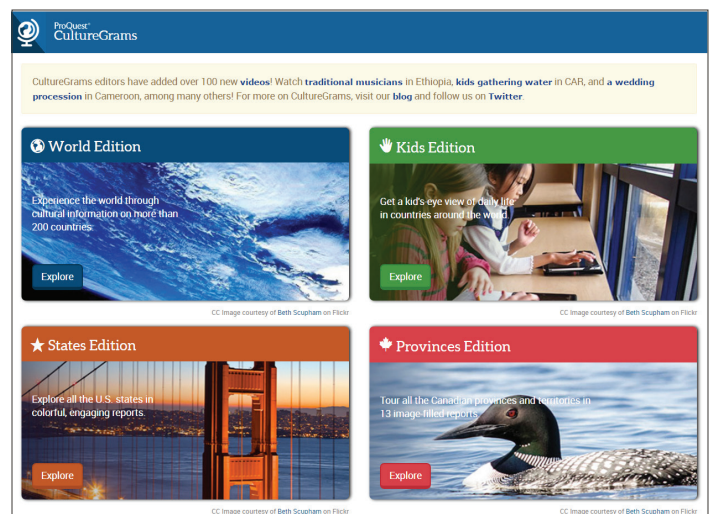 ProQuest
CultureGrams
CultureGrams editors have added over 100 new videos! Watch traditional musicians in Ethiopia, kids gathering water in CAR, and a wedding
procession in Cameroon, among many others! For more on CultureGrams, visit our blog and follow us on Twitter.
World Edition
Experience the world through
cultural information on more than
200 countries.
Explore
CC Image courtesy of Beth Scupham on Flickr
Kids Edition
Get a kid's-eye view of daily life
in countries around the world.
Explore
CC Image courtesy of Beth Scupham on Flickr
States Edition
Explore all the U.S. states in
colorful, engaging reports.
Explore
CC Image courtesy of Beth Scupham on Flickr
Provinces Edition
Tour all the Canadian provinces and territories in
13 image-filled reports.
Explore
CC Image courtesy of Beth Scupham on Flickr